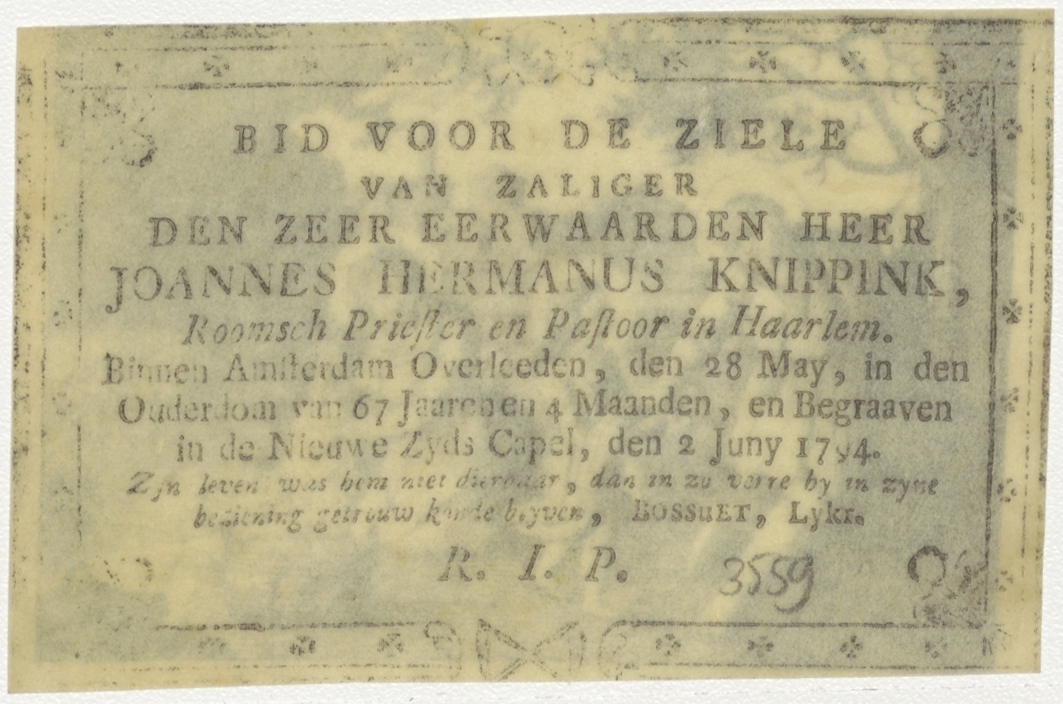 BID VOOR DE ZIELE
VAN ZALIGER
DEN ZEER EERWAARDEN HEER
JOANNES HERMANUS KNIPPINK,
Roomsch Prieſter en Paſtoor in Haarlem.
Binnen Amſterdam Overleeden, den 28 May, in den
Ouderdom van 67 Jaaren en 4 Maanden, en Begraaven
in de Nieuwe Zyds Capel, den 2 Juny 1794.
Zyn leven was hem niet dierbaar, dan in zo verre hy in zyne
bediening getrouw konde blyven, BOSSUET, Lykr.
R. I. P.
3559